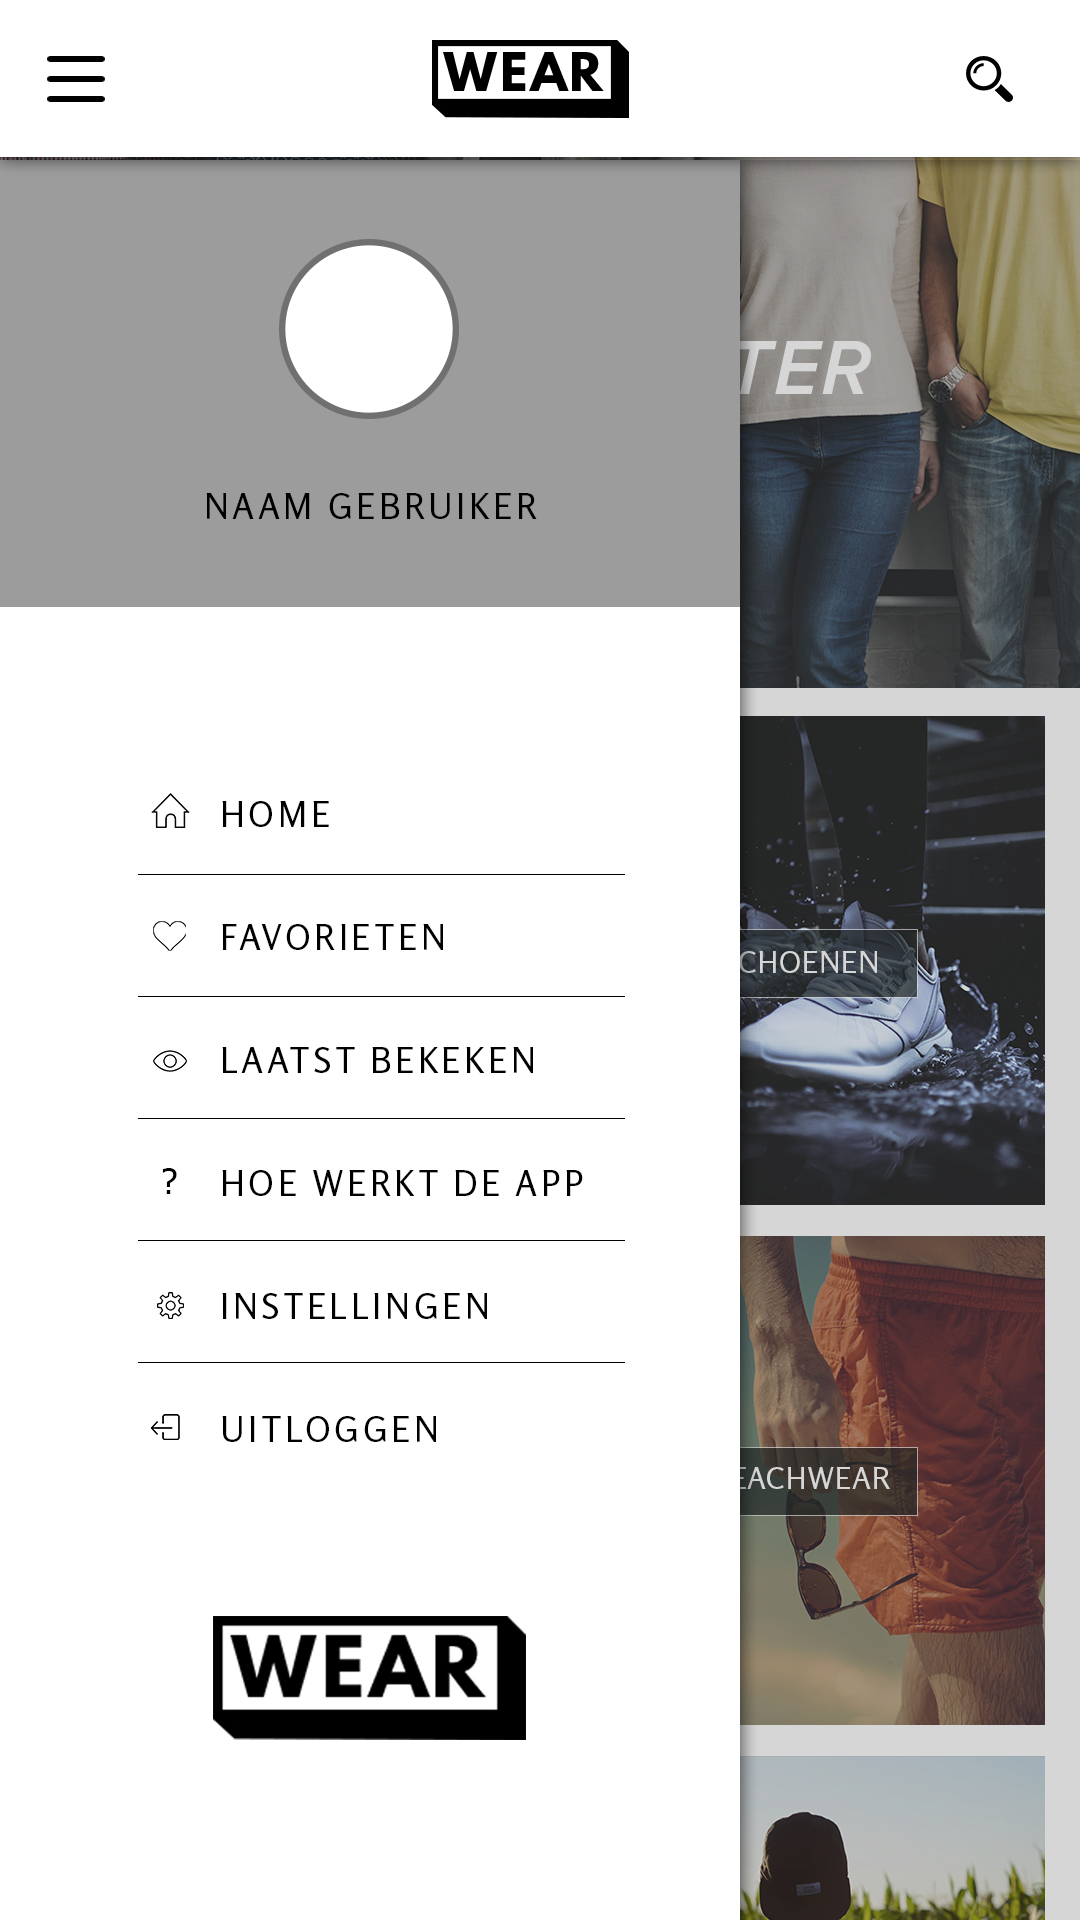 WEAR
TER
NAAM GEBRUIKER
HOME
FAVORIETEN
CHOENEN
LAATST BEKEKEN
? HOE WERKT DE APP
INSTELLINGEN
UITLOGGEN
EACHWEAR
WEAR